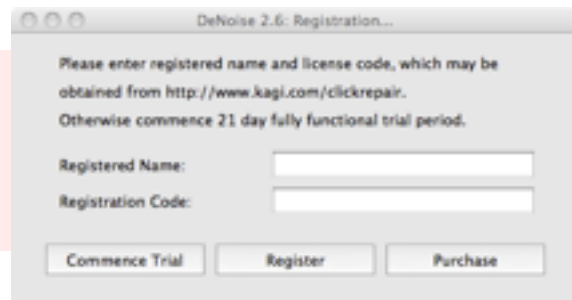 DeNoise 2.6: Registration...
Please enter registered name and license code, which may be
obtained from http://www.kagi.com/clickrepair.
Otherwise commence 21 day fully functional trial period.
Registered Name:
Registration Code:
Commence Trial Register Purchase